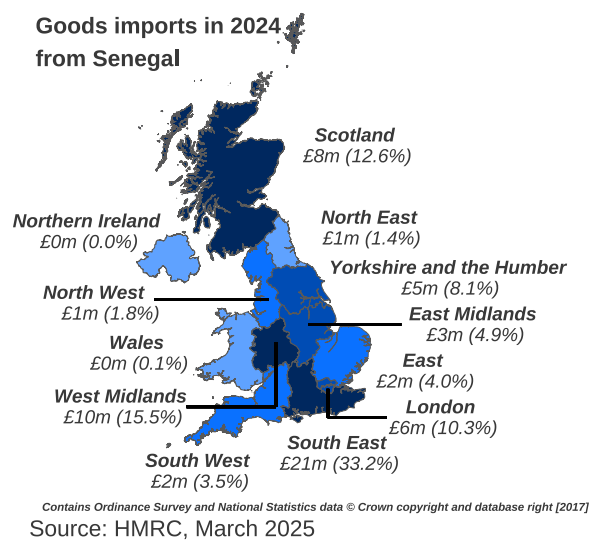 Goods imports in 2024
from Senegal
Scotland
£8m (12.6%)
Northern Ireland
£0m (0.0%)
North East
£1m (1.4%)
Yorkshire and the Humber
£5m (8.1%)
North West
£1m (1.8%)
East Midlands
£3m (4.9%)
Wales
£0m (0.1%)
East
£2m (4.0%)
West Midlands
£10m (15.5%)
London
£6m (10.3%)
South East
£21m (33.2%)
South West
£2m (3.5%)
Contains Ordinance Survey and National Statistics data © Crown copyright and database right [2017]
Source: HMRC, March 2025